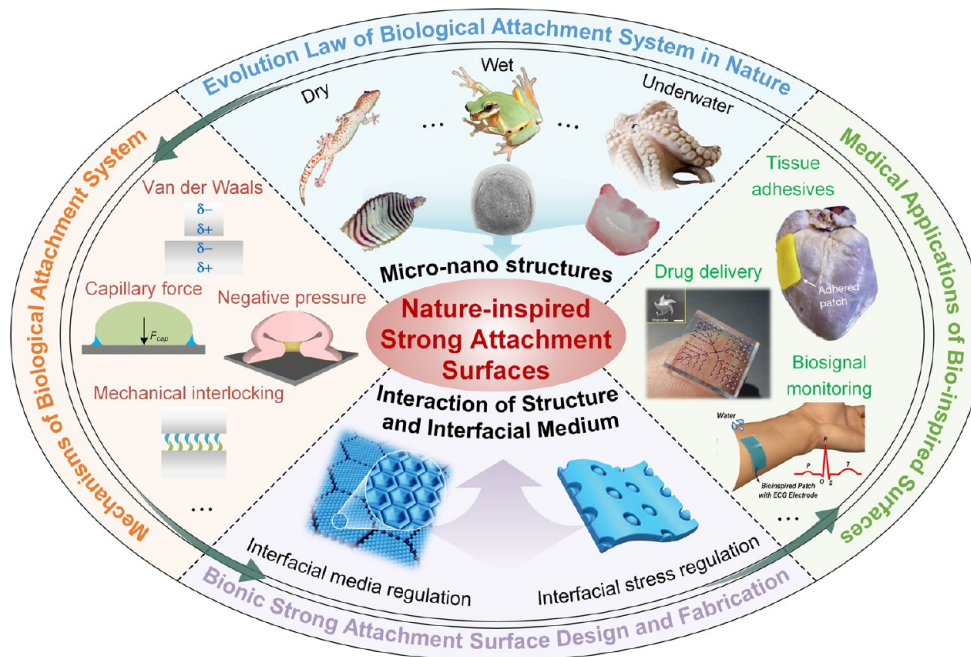 Evolution Law of Biological Attachment System in Nature
Dry
Wet
Underwater
...
...
Micro-nano structures
Mechanisms of Biological Attachment System
Van der Waals
δ−
δ+
δ−
δ+
Capillary force
Fcap
Negative pressure
Mechanical interlocking
...
Nature-inspired
Strong Attachment
Surfaces
Interaction of Structure
and Interfacial Medium
Interfacial media regulation
Interfacial stress regulation
Bionic Strong Attachment Surface Design and Fabrication
Medical Applications of Bio-inspired Surfaces
Tissue
adhesives
Adhered
patch
Drug delivery
Biosignal
monitoring
Water
R
P
T
Q
S
Bioinspired Patch
with ECG Electrode
...